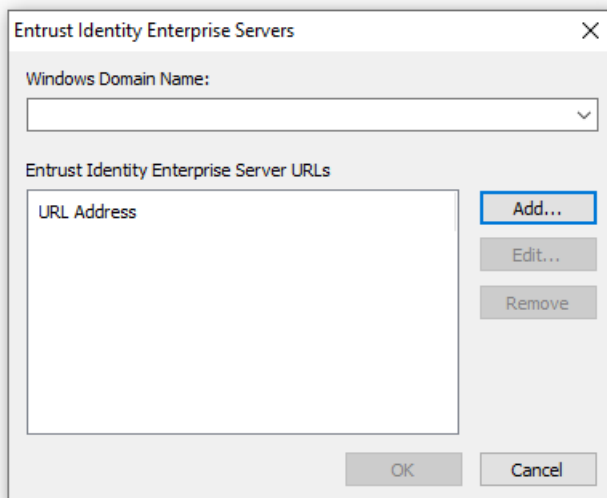 Entrust Identity Enterprise Servers
Windows Domain Name:
Entrust Identity Enterprise Server URLs
URL Address
Add...
Edit...
Remove
OK
Cancel